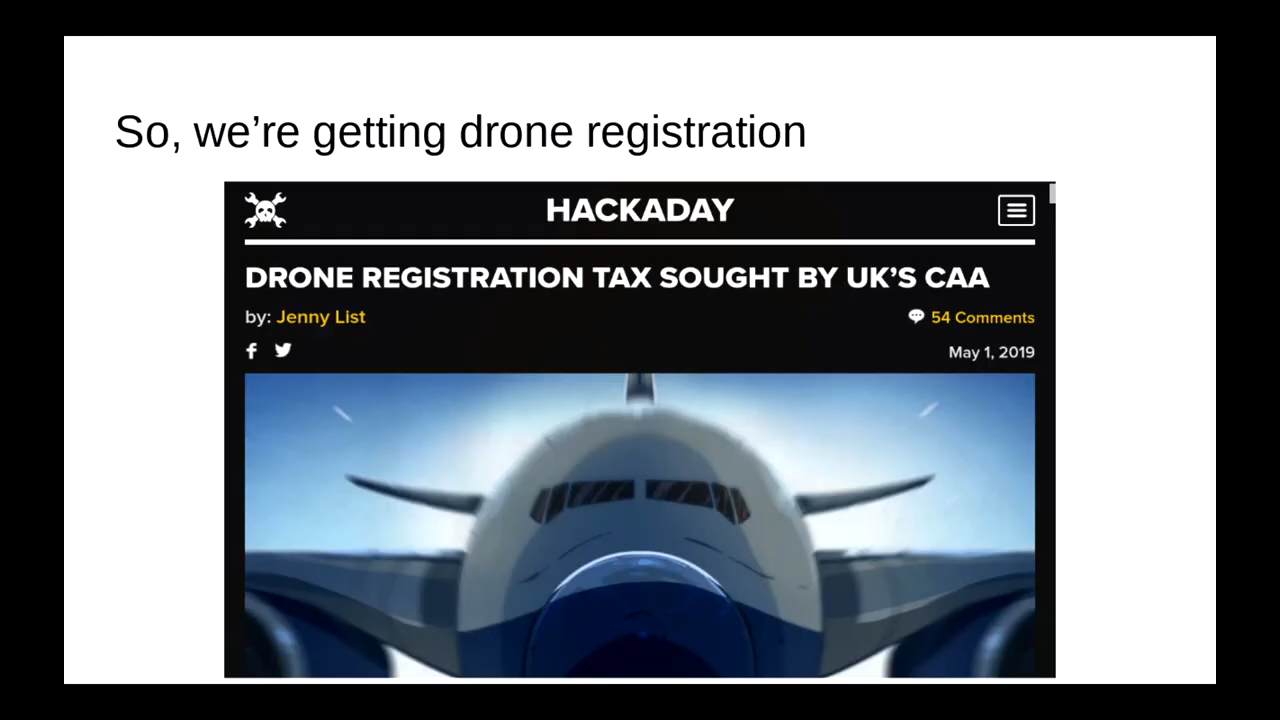 So, we’re getting drone registration
HACKADAY
DRONE REGISTRATION TAX SOUGHT BY UK’S CAA
by: Jenny List
54 Comments
May 1, 2019